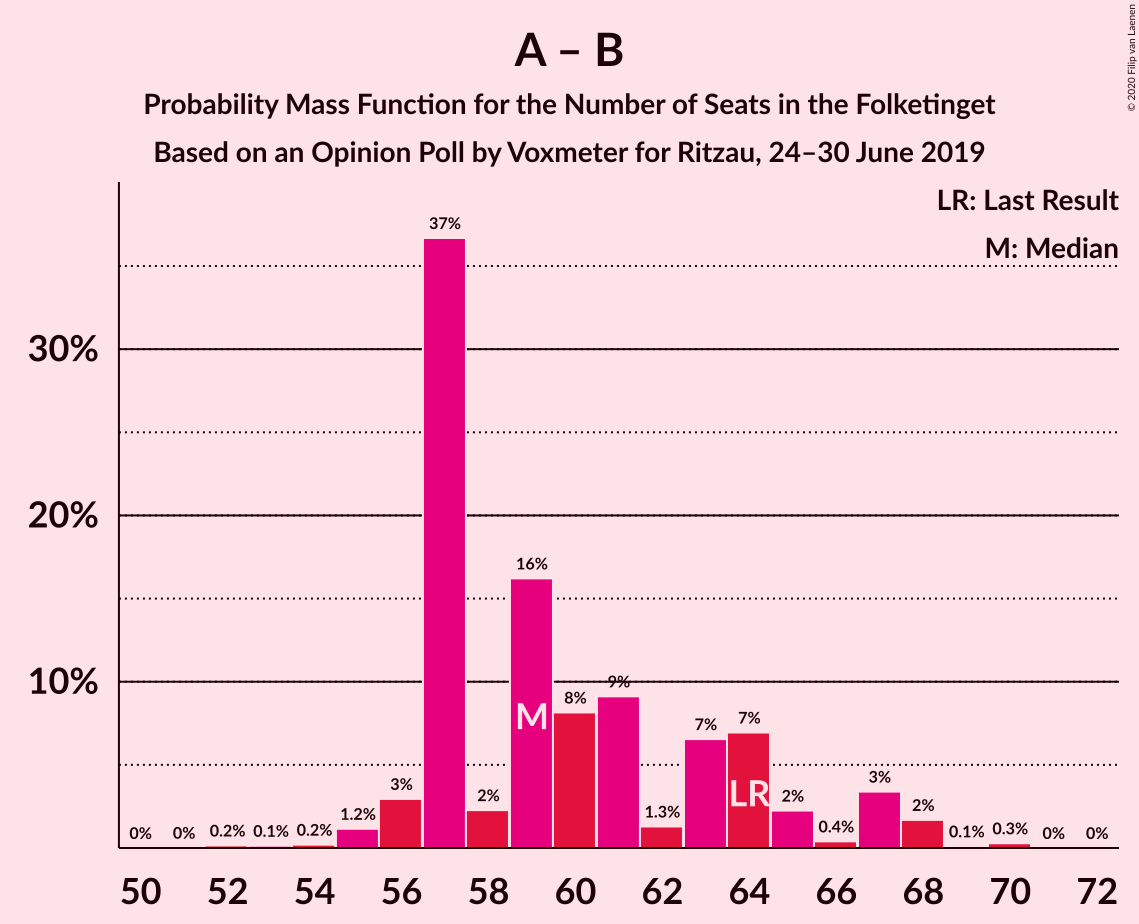 A – B
Probability Mass Function for the Number of Seats in the Folketinget
Based on an Opinion Poll by Voxmeter for Ritzau, 24–30 June 2019
© 2020 Filip van Laenen
LR: Last Result
M: Median
37%
30%
20%
16%
10%
9%
8%
M
7%
7%
3%
LR
3%
2%
2%
2%
1.2%
1.3%
0%
0%
0.2%
0.1%
0.2%
0.4%
0.1%
0.3%
0%
0%
50 52 54 56 58 60 62 64 66 68 70 72